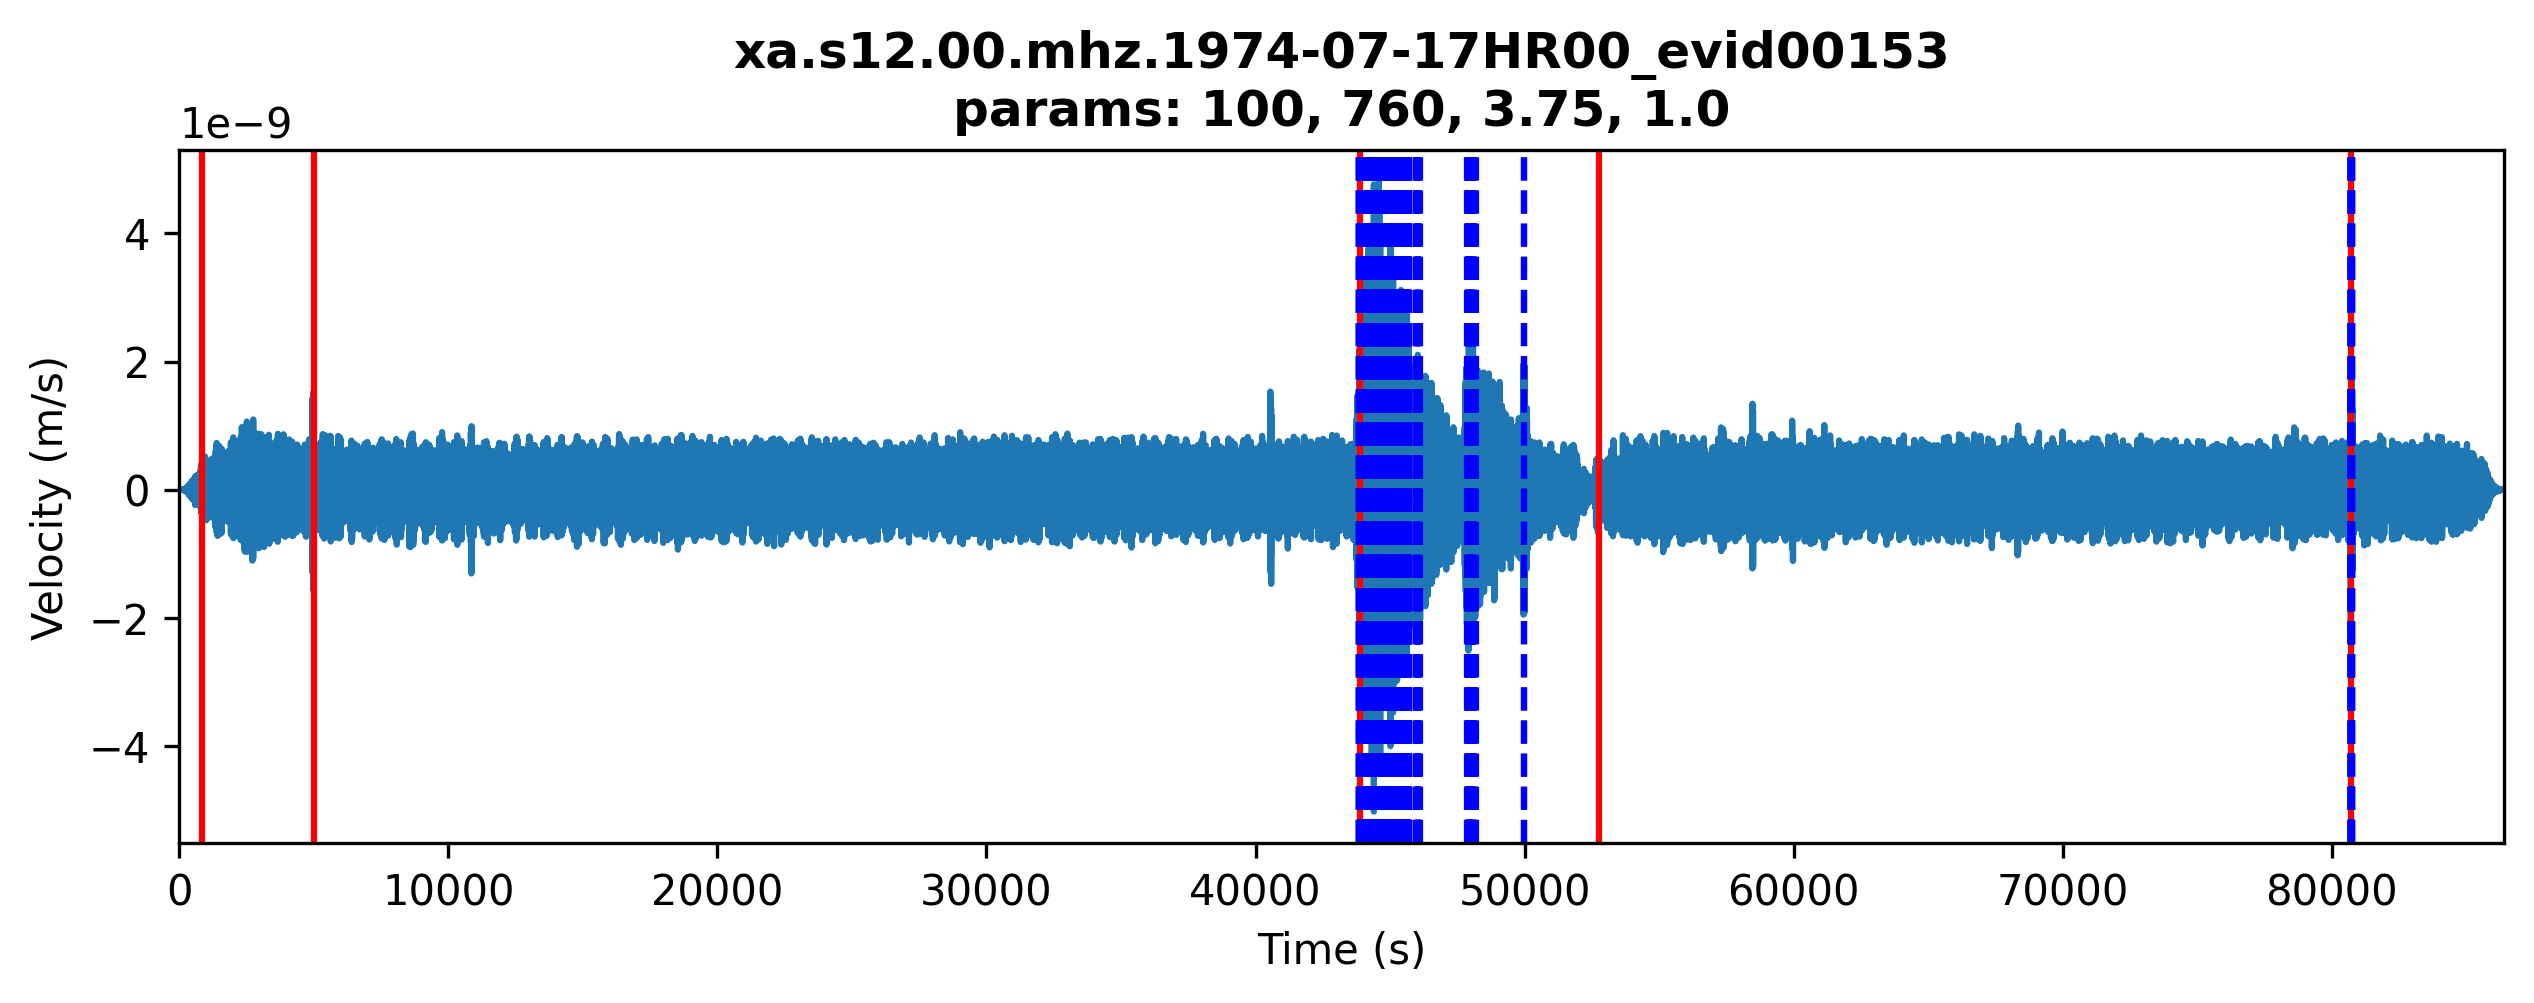 xa.s12.00.mhz.1974-07-17HR00_evid00153
params: 100, 760, 3.75, 1.0
1e−9
4
2
0
−2
−4
Velocity (m/s)
0 10000 20000 30000 40000 50000 60000 70000 80000
Time (s)